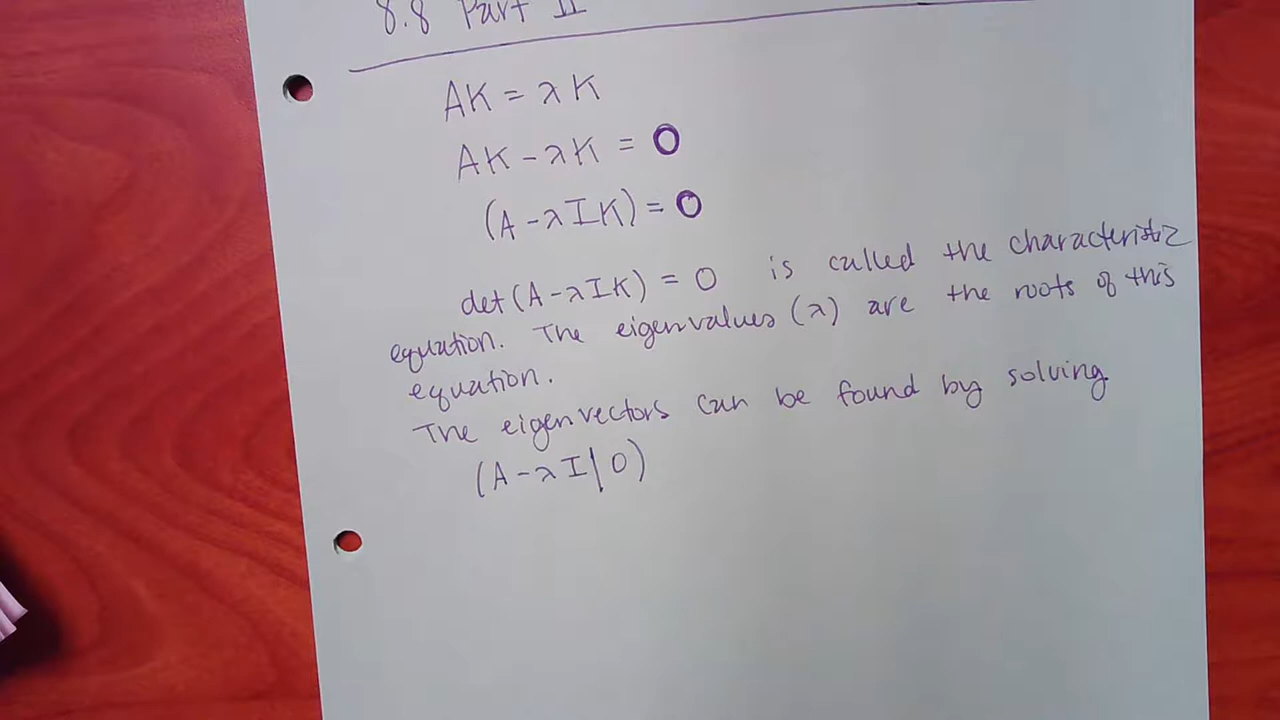 8.8 Part II
AK = λK
AK - λK = 0
(A - λIK) = 0
det(A - λIK) = 0 is called the characteristic
equation. The eigenvalues (λ) are the roots of this
equation.
The eigenvectors can be found by solving
(A - λI | 0)